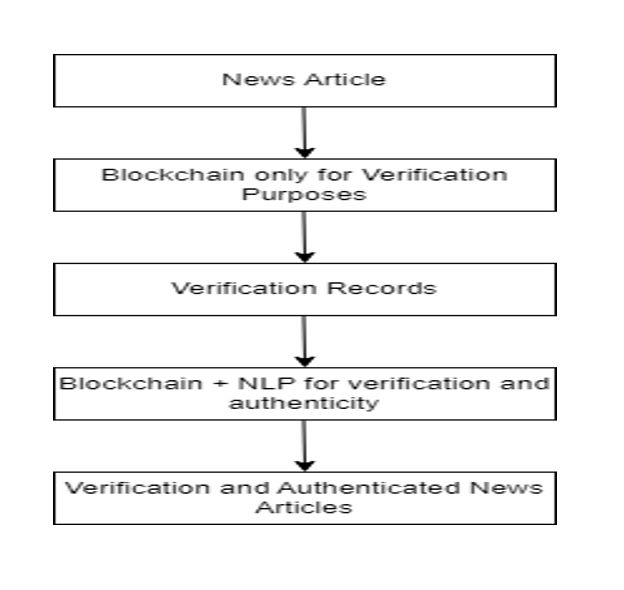 News Article
Blockchain only for Verification
Purposes
Verification Records
Blockchain + NLP for verification and
authenticity
Verification and Authenticated News
Articles